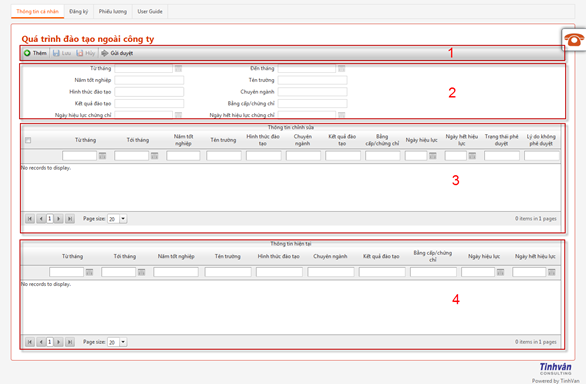 Thông tin cá nhân Đăng ký Phiếu lương User Guide
Quá trình đào tạo ngoài công ty
Thêm Lưu Hủy Gửi duyệt 1
Từ tháng Đến tháng
Năm tốt nghiệp Tên trường
2
Hình thức đào tạo Chuyên ngành
Kết quả đào tạo Bằng cấp/chứng chỉ
Ngày hiệu lực chứng chỉ Ngày hết hiệu lực chứng chỉ
Thông tin chỉnh sửa
Từ tháng Tới tháng Năm tốt nghiệp Tên trường Hình thức đào tạo Chuyên ngành Kết quả đào tạo Bằng cấp/chứng chỉ Ngày hiệu lực Ngày hết hiệu lực Trạng thái phê duyệt Lý do không phê duyệt
No records to display.
3
1 Page size: 20 0 items in 1 pages
Thông tin hiện tại
Từ tháng Tới tháng Năm tốt nghiệp Tên trường Hình thức đào tạo Chuyên ngành Kết quả đào tạo Bằng cấp/chứng chỉ Ngày hiệu lực Ngày hết hiệu lực
No records to display.
4
1 Page size: 20 0 items in 1 pages
Tinhvân
CONSULTING
Powered by TinhVan